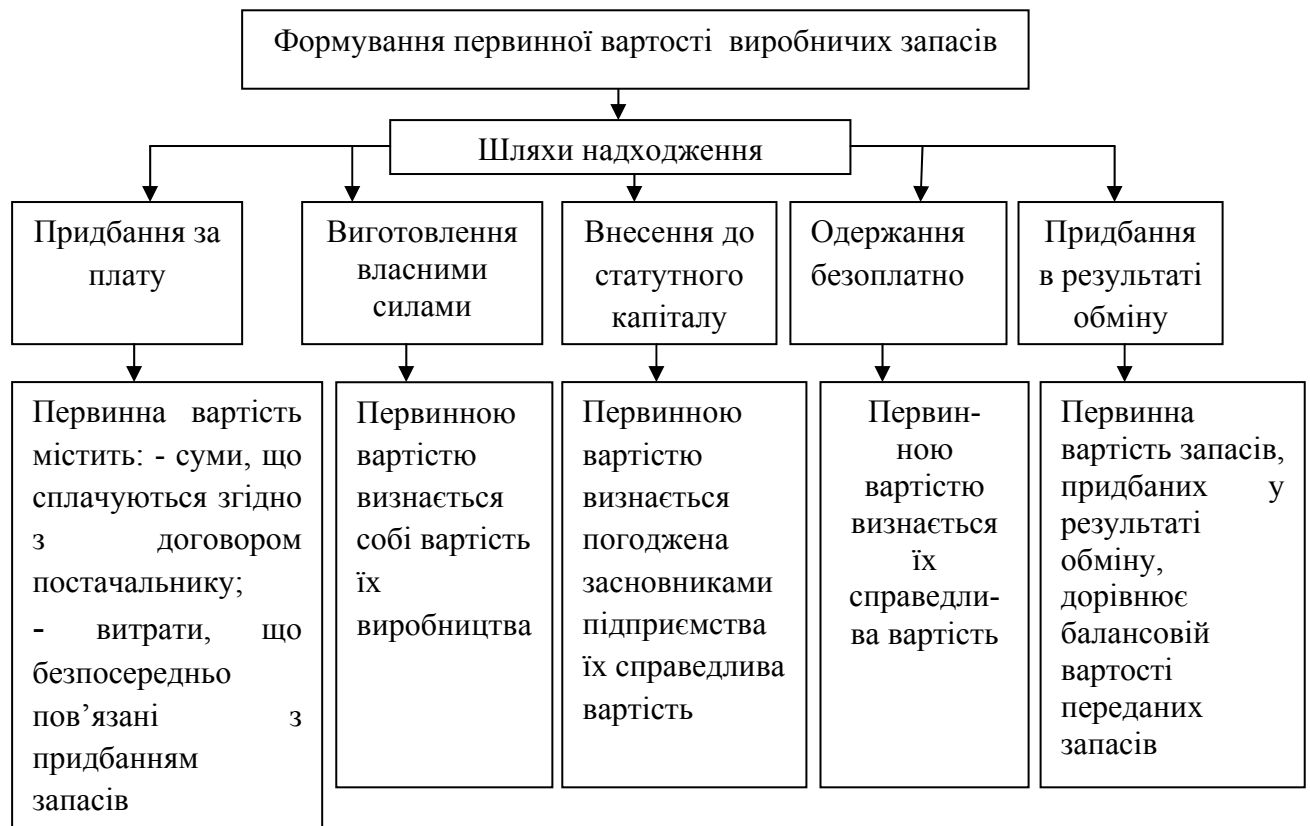 Формування первинної вартості виробничих запасів
Шляхи надходження
Придбання за
плату
Виготовлення
власними
силами
Внесення до
статутного
капіталу
Одержання
безоплатно
Придбання
в результаті
обміну
Первинна вартість
містить: - суми, що
сплачуються згідно
з договором
постачальнику;
- витрати, що
безпосередньо
пов’язані з
придбанням
запасів
Первинною
вартістю
визнається
собі вартість
їх
виробництва
Первинною
вартістю
визнається
погоджена
засновниками
підприємства
їх справедлива
вартість
Первин-
ною
вартістю
визнається
їх
справедли-
ва вартість
Первинна
вартість запасів,
придбаних у
результаті
обміну,
дорівнює
балансовій
вартості
переданих
запасів